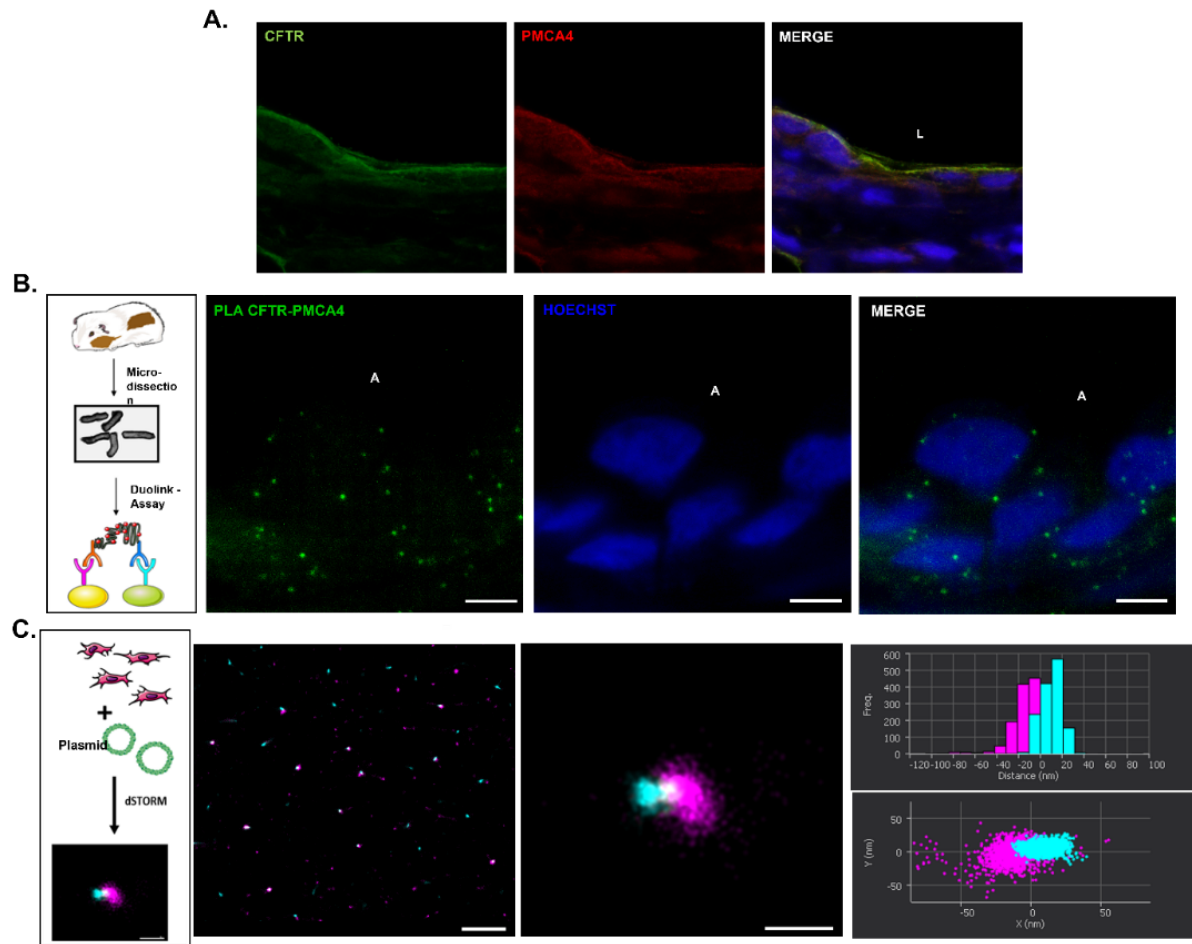 A.
CFTR
PMCA4
MERGE
L
B.
Micro-
dissectio
n
Duolink -
Assay
PLA CFTR-PMCA4
A
HOECHST
A
MERGE
A
C.
+
Plasmid
dSTORM
600
500
400
300
200
100
0
Freq.
-120 -100 -80 -60 -40 -20 0 20 40 60 80 100
Distance (nm)
50
0
-50
Y (nm)
-50 0 50
X (nm)